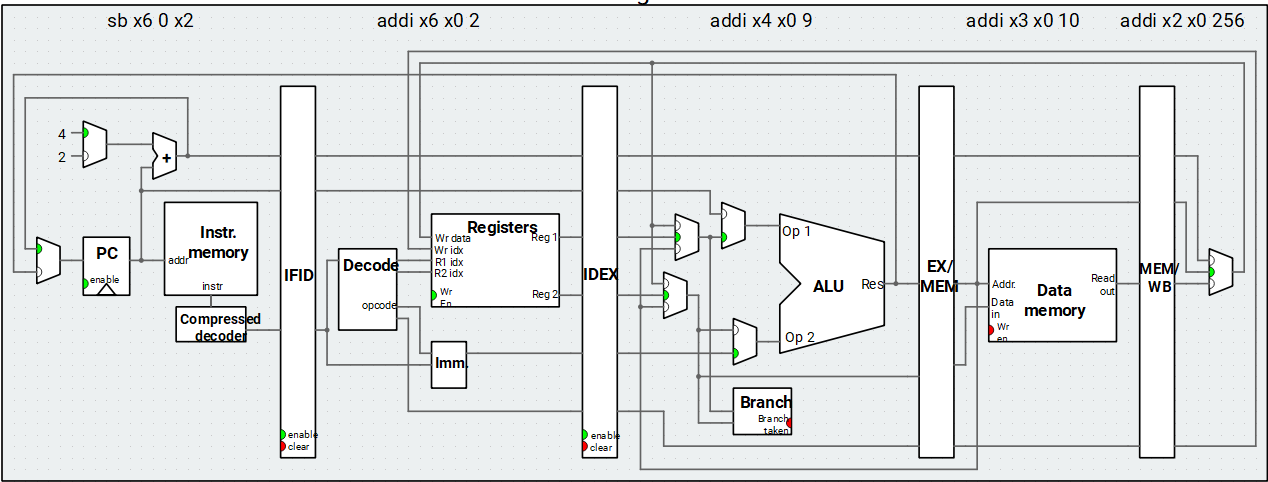 sb x6 0 x2
addi x6 x0 2
addi x4 x0 9
addi x3 x0 10
addi x2 x0 256
4
2
+
PC
enable
Instr.
memory
addr
instr
Compressed
decoder
IFID
enable
clear
Decode
opcode
Registers
Wr data
Wr idx
R1 idx
R2 idx
Wr
En
Reg 1
Reg 2
Imm.
IDEX
enable
clear
Op 1
ALU
Res
Op 2
Branch
Branch
taken
EX/
MEM
Addr.
Data
in
Wr
en
Data
memory
Read
out
MEM/
WB